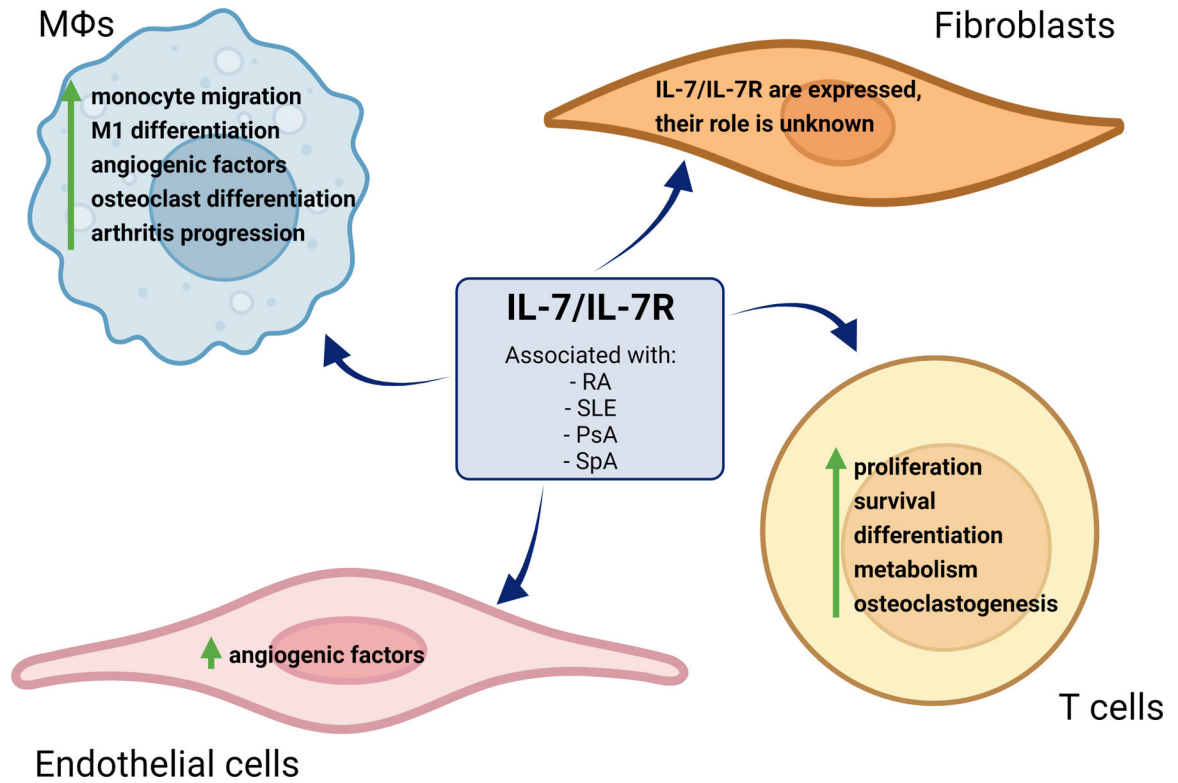 MΦs
monocyte migration
M1 differentiation
angiogenic factors
osteoclast differentiation
arthritis progression
Fibroblasts
IL-7/IL-7R are expressed,
their role is unknown
IL-7/IL-7R
Associated with:
- RA
- SLE
- PsA
- SpA
proliferation
survival
differentiation
metabolism
osteoclastogenesis
T cells
angiogenic factors
Endothelial cells